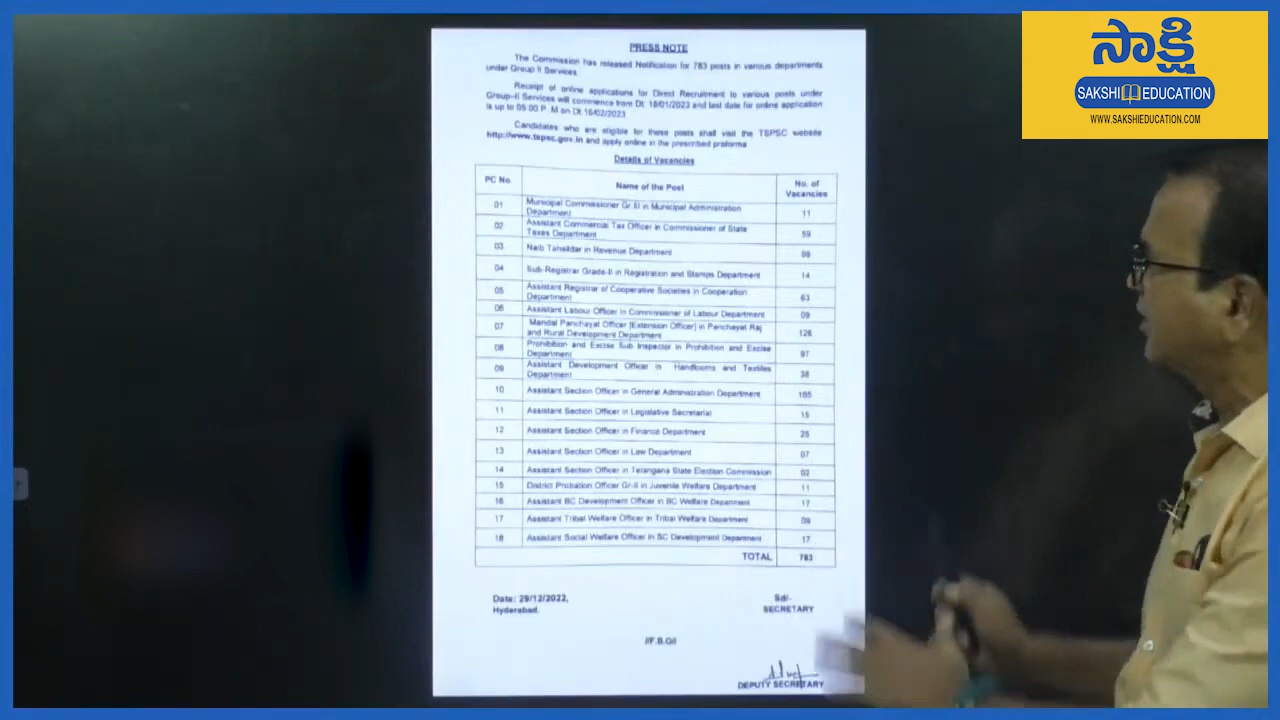 సాక్షి
SAKSHI EDUCATION
WWW.SAKSHIEDUCATION.COM
PRESS NOTE
The Commission has released Notification for 783 posts in various departments
under Group II Services
Receipt of online applications for Direct Recruitment to various posts under
Group-II Services will commence from Dt: 18/01/2023 and last date for online application
is up to 05:00 P M on Dt.16/02/2023
Candidates who are eligible for these posts shall visit the TSPSC website
http://www.tspsc.gov.in and apply online in the prescribed proforma
Details of Vacancies
PC No. Name of the Post No. of
Vacancies
01 Municipal Commissioner Gr.III in Municipal Administration
Department 11
02 Assistant Commercial Tax Officer in Commissioner of State
Taxes Department 59
03 Naib Tahsildar in Revenue Department 98
04 Sub-Registrar Grade-II in Registration and Stamps Department 14
05 Assistant Registrar of Cooperative Societies in Cooperation
Department 63
06 Assistant Labour Officer in Commissioner of Labour Department 09
07 Mandal Panchayat Officer [Extension Officer] in Panchayat Raj
and Rural Development Department 126
08 Prohibition and Excise Sub Inspector in Prohibition and Excise
Department 97
09 Assistant Development Officer in Handlooms and Textiles
Department 38
10 Assistant Section Officer in General Administration Department 165
11 Assistant Section Officer in Legislative Secretariat 15
12 Assistant Section Officer in Finance Department 25
13 Assistant Section Officer in Law Department 07
14 Assistant Section Officer in Telangana State Election Commission 02
15 District Probation Officer Gr-II in Juvenile Welfare Department 11
16 Assistant BC Development Officer in BC Welfare Department 17
17 Assistant Tribal Welfare Officer in Tribal Welfare Department 09
18 Assistant Social Welfare Officer in SC Development Department 17
TOTAL 783
Date: 29/12/2022, Sd/-
Hyderabad. SECRETARY
//F.B.O//
DEPUTY SECRETARY